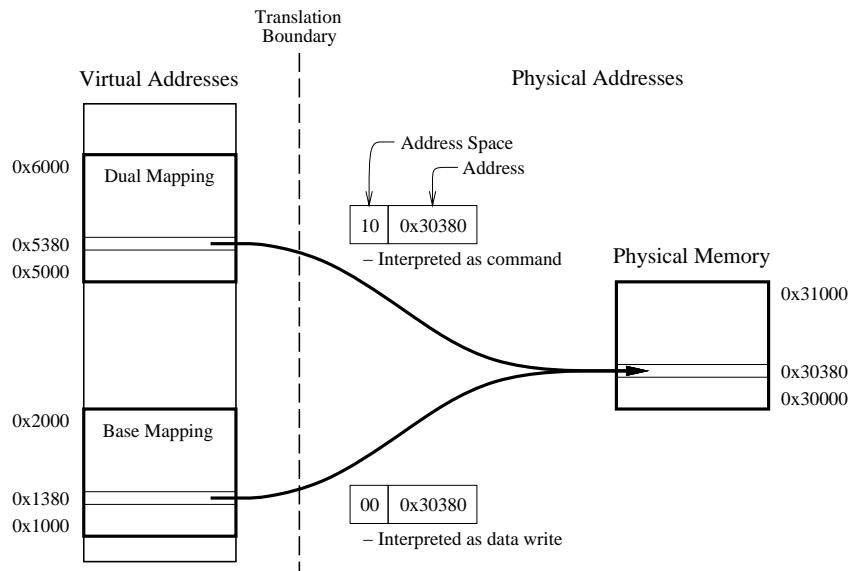 Translation
Boundary
Virtual Addresses
Physical Addresses
Address Space
Address
0x6000
Dual Mapping
10 0x30380
0x5380
0x5000
– Interpreted as command
Physical Memory
0x31000
0x30380
0x30000
0x2000
Base Mapping
0x1380
0x1000
00 0x30380
– Interpreted as data write